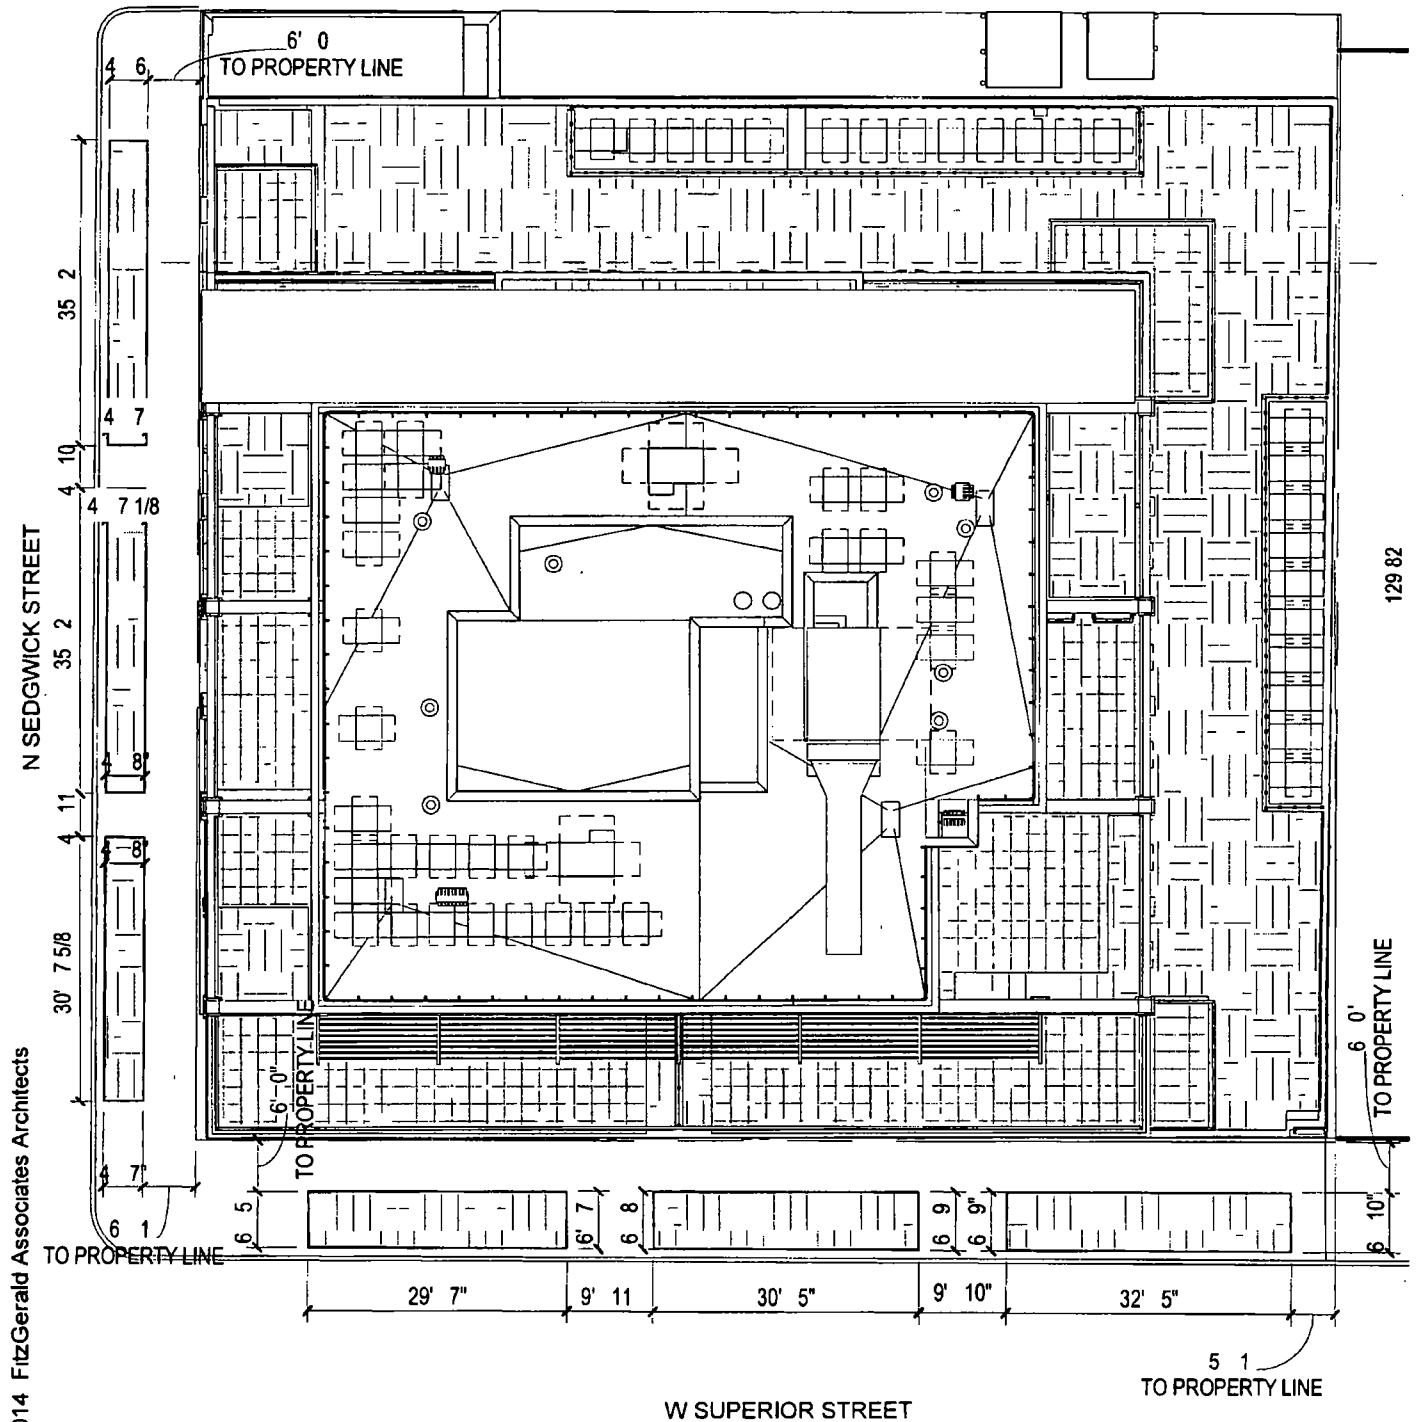 6' 0
TO PROPERTY LINE
4 6
35 2
4 7
10
4
4 7 1/8
N SEDGWICK STREET
35 2
4 8"
11
4
4 8"
30' 7 5/8
014 FitzGerald Associates Architects
4 7"
6 1
TO PROPERTY LINE
6'-0"
TO PROPERTY LINE
129 82
6 0'
TO PROPERTY LINE
6 5
6' 7
6 8
6 9
6 9"
6 10"
29' 7"
9' 11
30' 5"
9' 10"
32' 5"
5 1
TO PROPERTY LINE
W SUPERIOR STREET